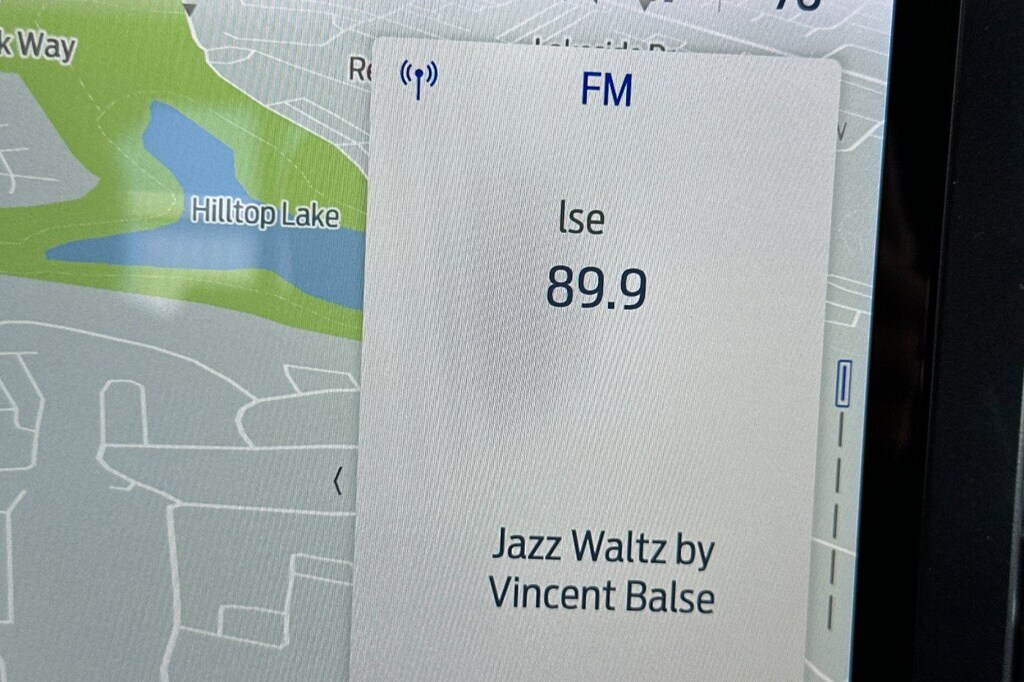 k Way
Hilltop Lake
FM
lse
89.9
Jazz Waltz by
Vincent Balse